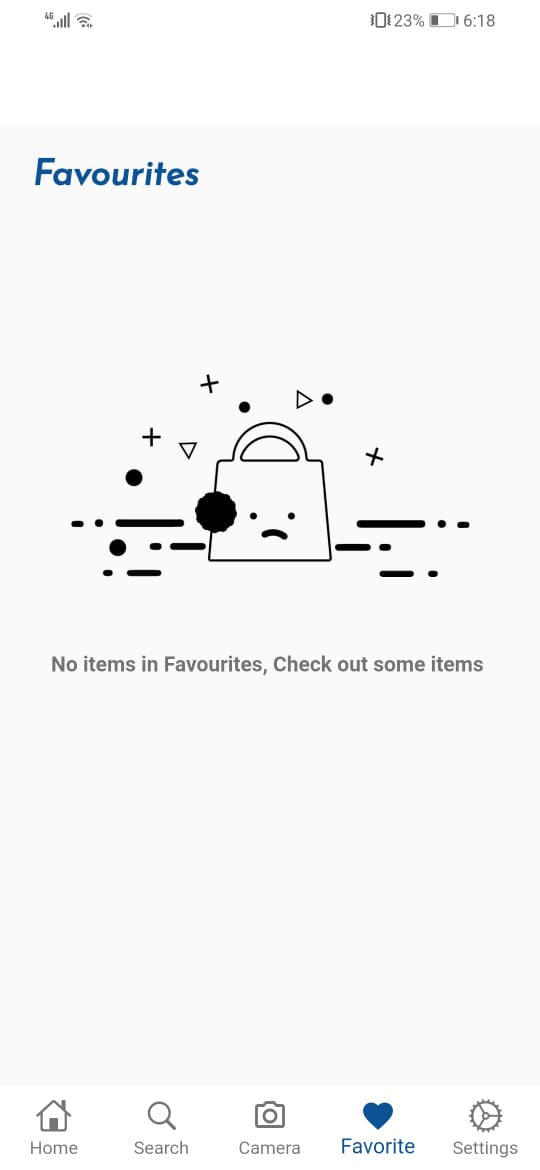 4G 23% 6:18
Favourites
No items in Favourites, Check out some items
Home Search Camera Favorite Settings